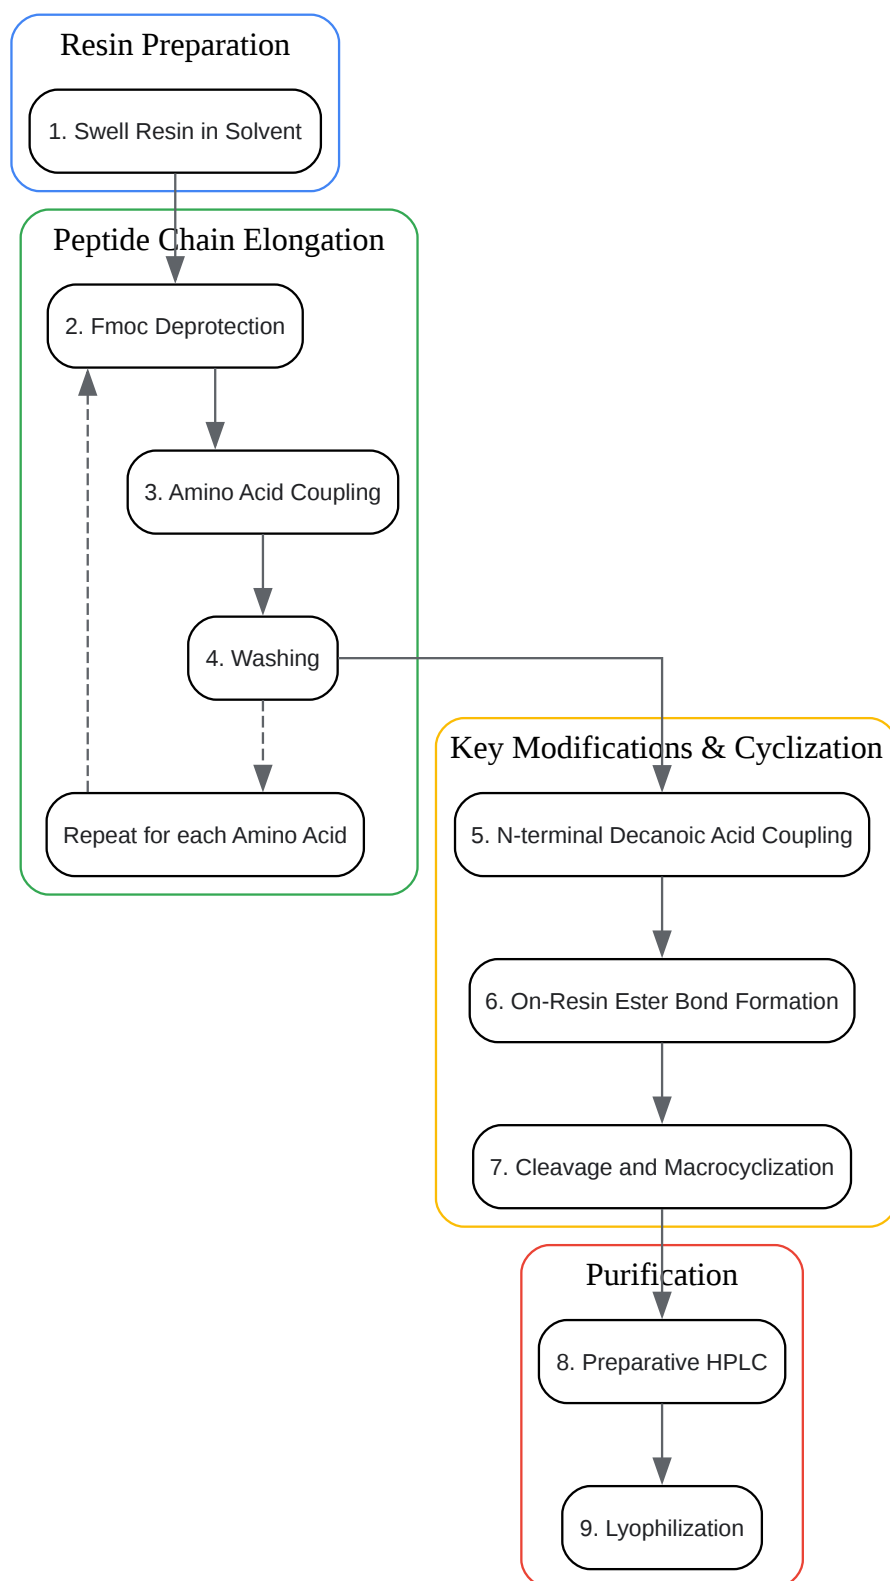 Resin Preparation
1. Swell Resin in Solvent
Peptide Chain Elongation
2. Fmoc Deprotection
3. Amino Acid Coupling
4. Washing
Repeat for each Amino Acid
Key Modifications & Cyclization
5. N-terminal Decanoic Acid Coupling
6. On-Resin Ester Bond Formation
7. Cleavage and Macrocyclization
Purification
8. Preparative HPLC
9. Lyophilization